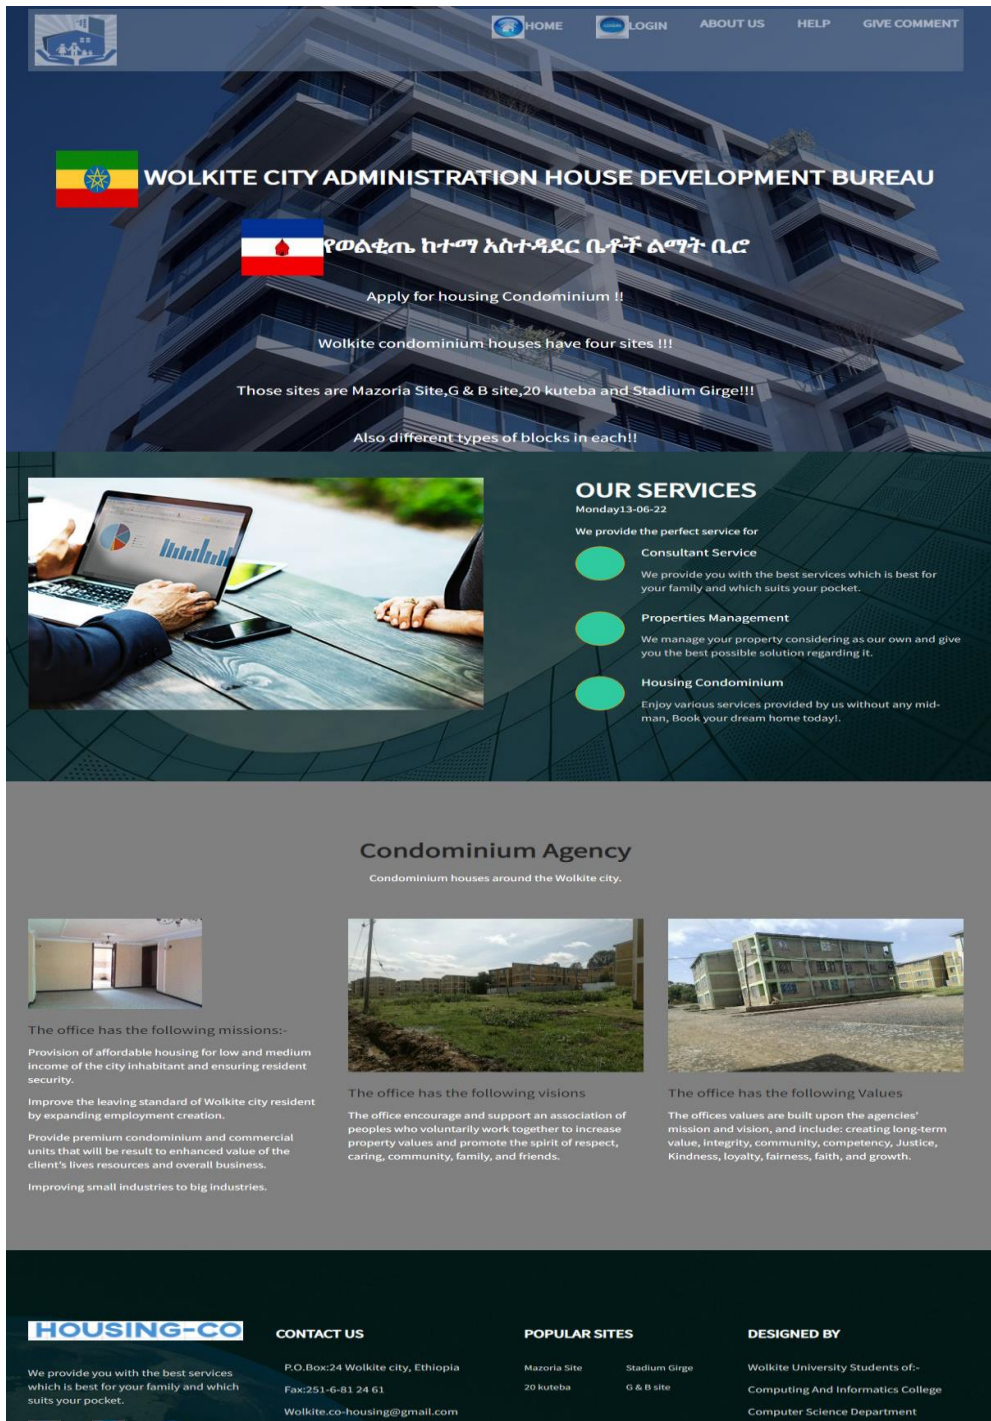 HOME
LOGIN
ABOUT US
HELP
GIVE COMMENT
WOLKITE CITY ADMINISTRATION HOUSE DEVELOPMENT BUREAU
የወልቂጤ ከተማ አስተዳደር ቤቶች ልማት ቢሮ
Apply for housing Condominium !!
Wolkite condominium houses have four sites !!!
Those sites are Mazoria Site,G & B site,20 kuteba and Stadium Girge!!!
Also different types of blocks in each!!
OUR SERVICES
Monday13-06-22
We provide the perfect service for
Consultant Service
We provide you with the best services which is best for
your family and which suits your pocket.
Properties Management
We manage your property considering as our own and give
you the best possible solution regarding it.
Housing Condominium
Enjoy various services provided by us without any mid-
man, Book your dream home today!.
Condominium Agency
Condominium houses around the Wolkite city.
The office has the following missions:-
Provision of affordable housing for low and medium
income of the city inhabitant and ensuring resident
security.
Improve the leaving standard of Wolkite city resident
by expanding employment creation.
Provide premium condominium and commercial
units that will be result to enhanced value of the
client's lives resources and overall business.
Improving small industries to big industries.
The office has the following visions
The office encourage and support an association of
peoples who voluntarily work together to increase
property values and promote the spirit of respect,
caring, community, family, and friends.
The office has the following Values
The offices values are built upon the agencies'
mission and vision, and include: creating long-term
value, integrity, community, competency, Justice,
Kindness, loyalty, fairness, faith, and growth.
HOUSING-CO
We provide you with the best services
which is best for your family and which
suits your pocket.
CONTACT US
P.O.Box:24 Wolkite city, Ethiopia
Fax:251-6-81 24 61
Wolkite.co-housing@gmail.com
POPULAR SITES
Mazoria Site
Stadium Girge
20 kuteba
G & B site
DESIGNED BY
Wolkite University Students of:-
Computing And Informatics College
Computer Science Department